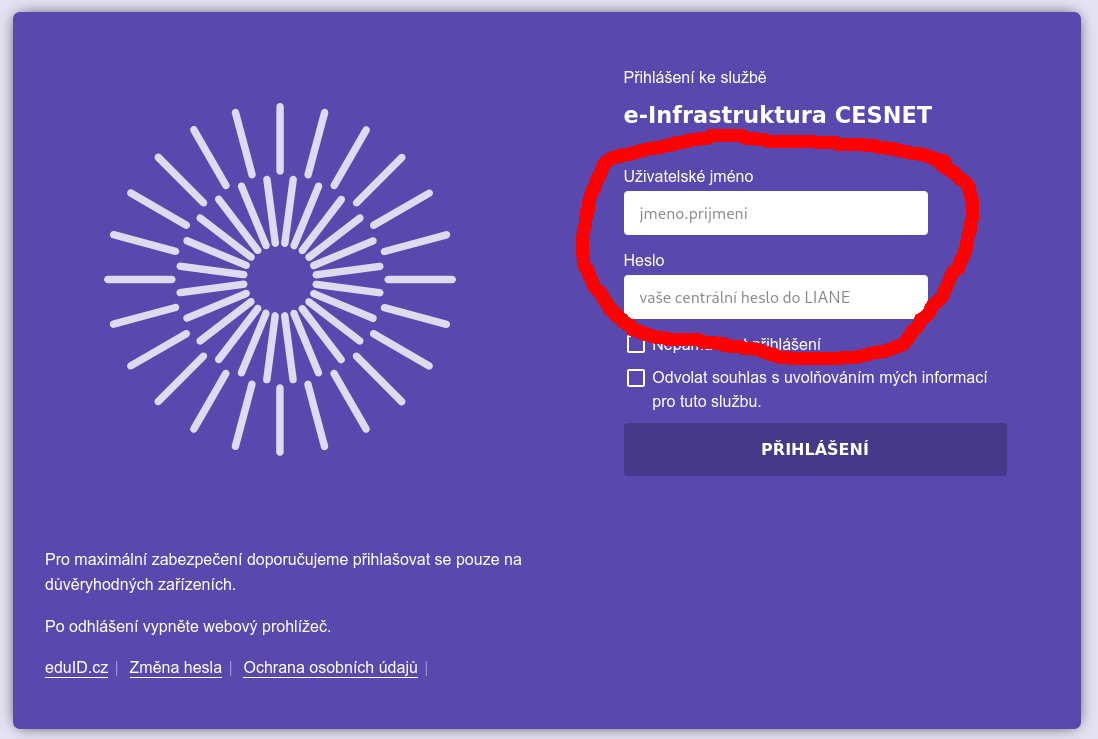 Přihlášení ke službě
e-Infrastruktura CESNET
Uživatelské jméno
jmeno.prijmeni
Heslo
vaše centrální heslo do LIANE
přihlášení
Odvolat souhlas s uvolňováním mých informací
pro tuto službu.
PŘIHLÁŠENÍ
Pro maximální zabezpečení doporučujeme přihlašovat se pouze na
důvěryhodných zařízeních.
Po odhlášení vypněte webový prohlížeč.
eduID.cz | Změna hesla | Ochrana osobních údajů |